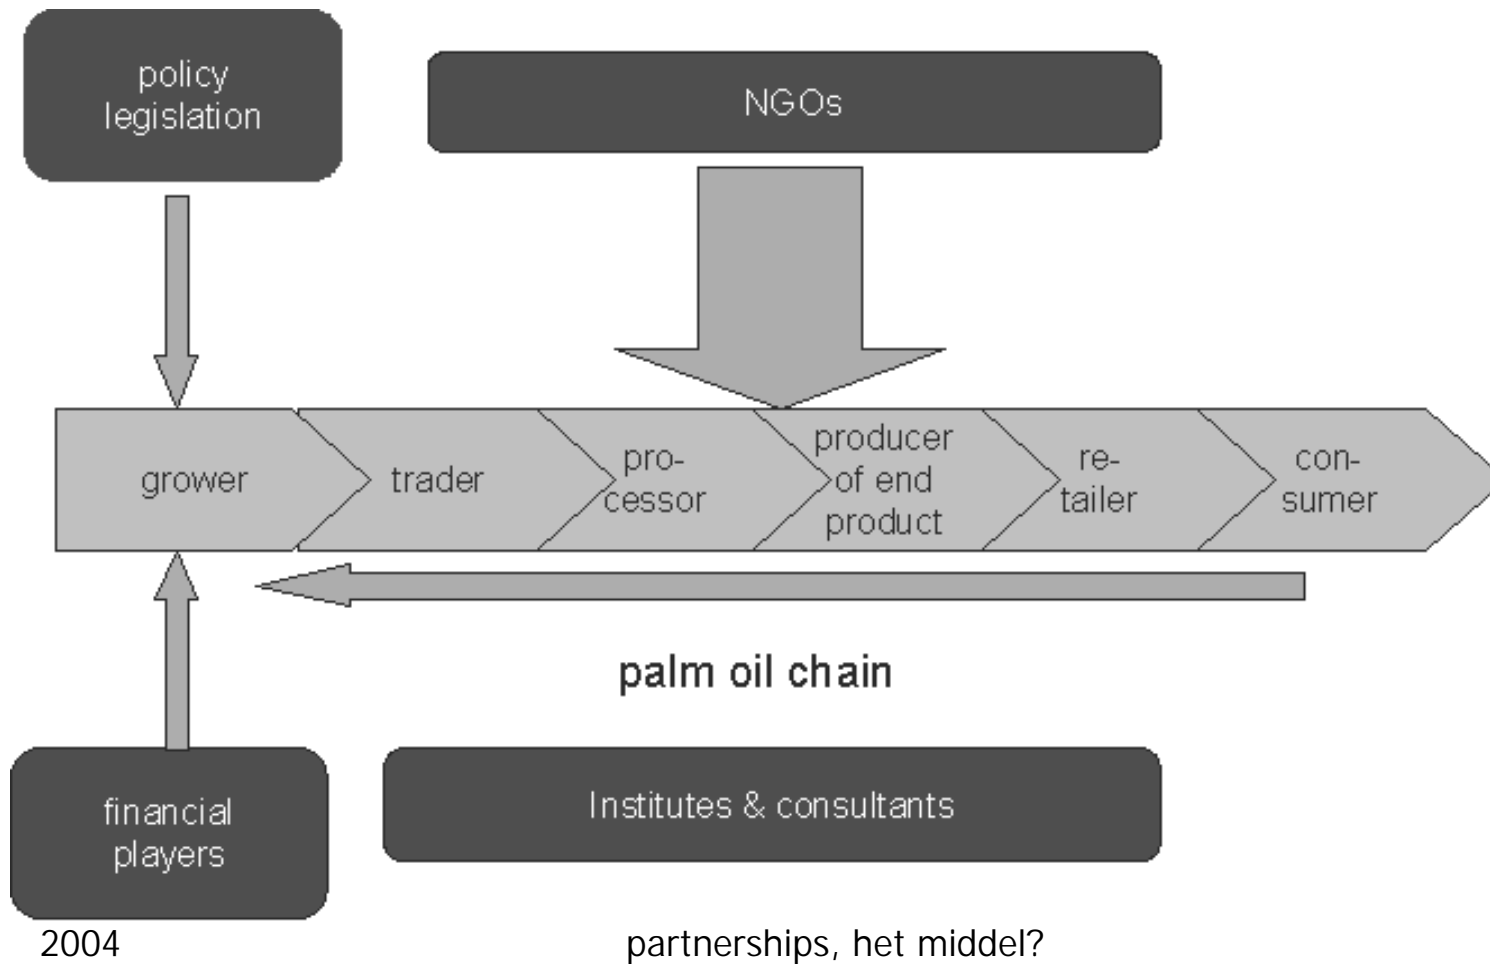 policy
legislation
NGOs
grower
trader
pro-
cessor
producer
of end
product
re-
tailer
con-
sumer
palm oil chain
financial
players
Institutes & consultants
2004
partnerships, het middel?